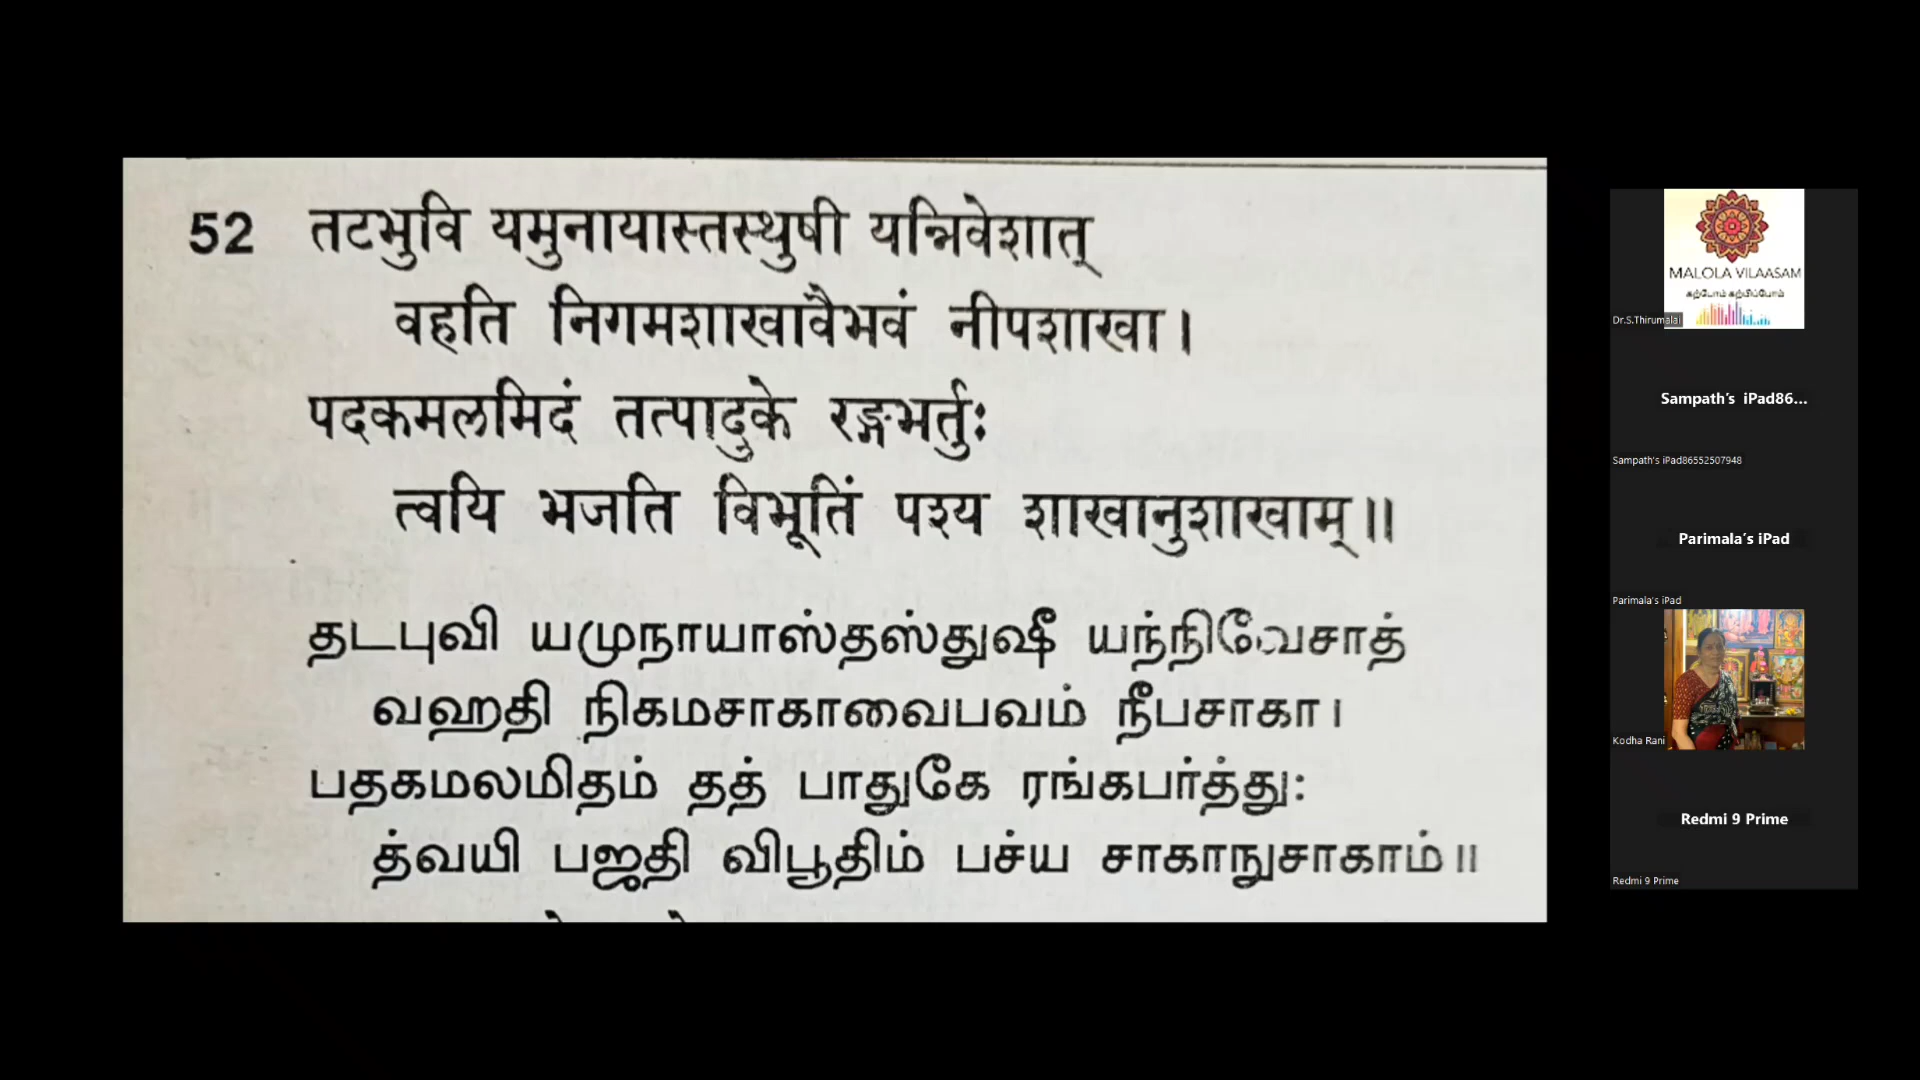 52 तटभुवि यमुनायास्तस्थुषी यन्निवेशात्
वहति निगमशाखावैभवं नीपशाखा।
पदकमलमिदं तत्पादुके रङ्गभर्तुः
त्वयि भजति विभूतिं पश्य शाखानुशाखाम्॥
தடபுவி யமுநாயாஸ்தஸ்துஷீ யந்நிவேசாத்
வஹதி நிகமசாகாவைபவம் நீபசாகா।
பதகமலமிதம் தத் பாதுகே ரங்கபர்த்து:
த்வயி பஜதி விபூதிம் பச்ய சாகாநுசாகாம்॥
MALOLA VILAASAM
கற்போம் கற்பிப்போம்
Dr.S.Thirumalai
Sampath's iPad86...
Sampath's iPad86552507948
Parimala's iPad
Parimala's iPad
Kodha Rani
Redmi 9 Prime
Redmi 9 Prime